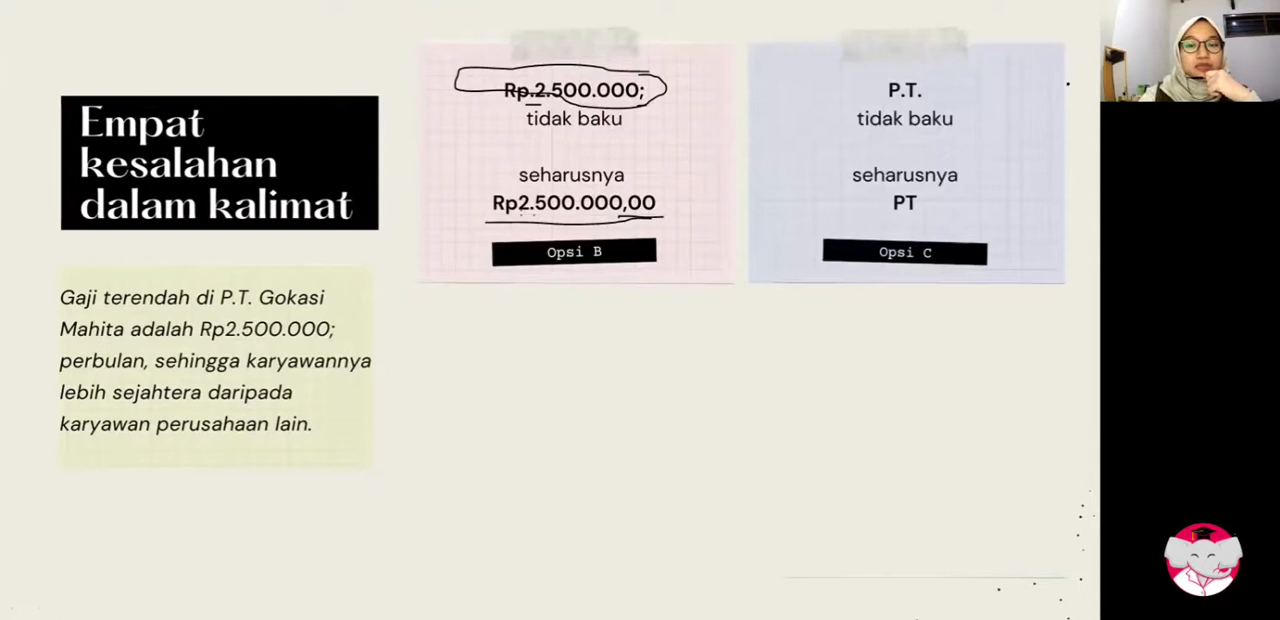 Empat
kesalahan
dalam kalimat
Gaji terendah di P.T. Gokasi
Mahita adalah Rp2.500.000;
perbulan, sehingga karyawannya
lebih sejahtera daripada
karyawan perusahaan lain.
Rp.2.500.000;
tidak baku
seharusnya
Rp2.500.000,00
Opsi B
P.T.
tidak baku
seharusnya
PT
Opsi C